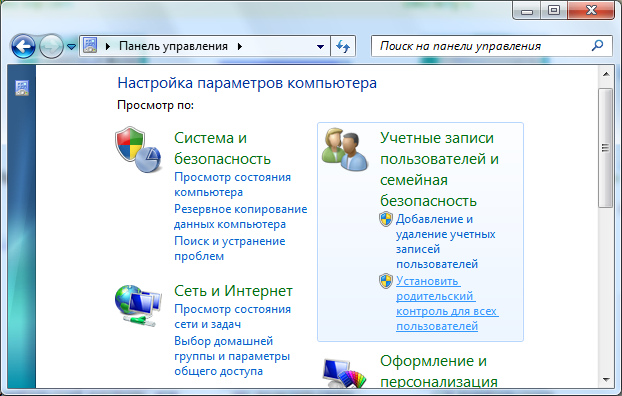 Панель управления
Поиск на панели управления
Настройка параметров компьютера
Просмотр по:
Система и
безопасность
Просмотр состояния
компьютера
Резервное копирование
данных компьютера
Поиск и устранение
проблем
Сеть и Интернет
Просмотр состояния
сети и задач
Выбор домашней
группы и параметры
общего доступа
Учетные записи
пользователей и
семейная
безопасность
Добавление и
удаление учетных
записей
пользователей
Установить
родительский
контроль для всех
пользователей
Оформление и
персонализация